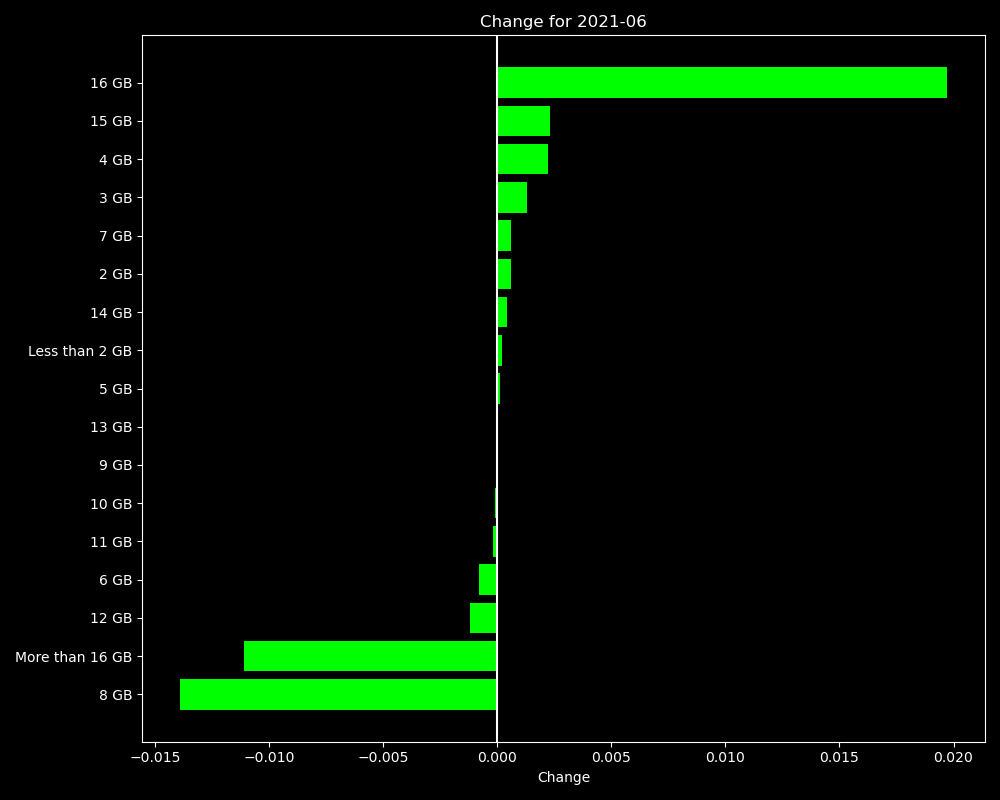 Change for 2021-06
16 GB
15 GB
4 GB
3 GB
7 GB
2 GB
14 GB
Less than 2 GB
5 GB
13 GB
9 GB
10 GB
11 GB
6 GB
12 GB
More than 16 GB
8 GB
−0.015 −0.010 −0.005 0.000 0.005 0.010 0.015 0.020
Change